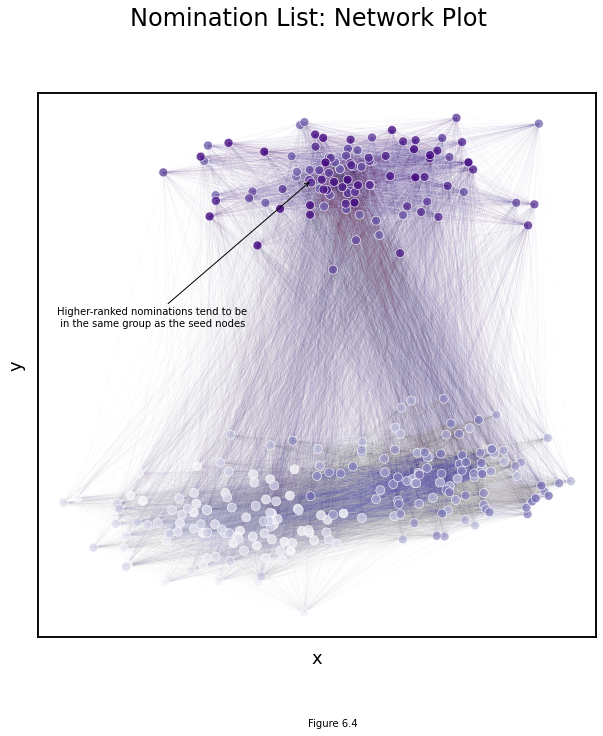 Nomination List: Network Plot
Higher-ranked nominations tend to be
in the same group as the seed nodes
y
x
Figure 6.4